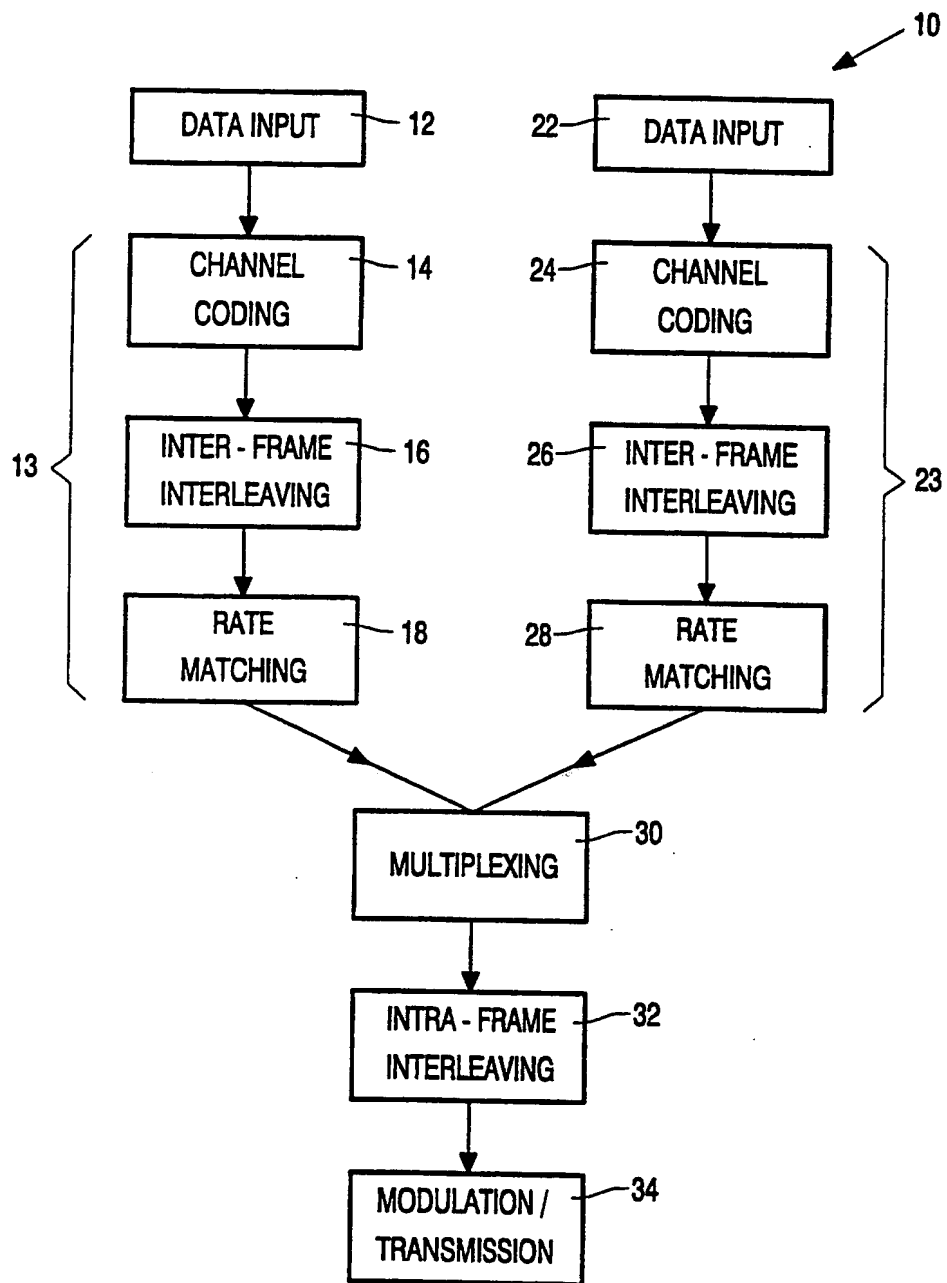 10
DATA INPUT 12
22 DATA INPUT
CHANNEL
CODING
14
24
CHANNEL
CODING
13
INTER - FRAME
INTERLEAVING
16
26
INTER - FRAME
INTERLEAVING
23
RATE
MATCHING
18
28
RATE
MATCHING
MULTIPLEXING
30
INTRA - FRAME
INTERLEAVING
32
MODULATION /
TRANSMISSION
34